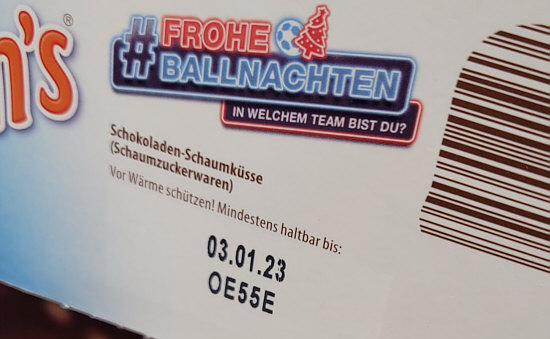 n's®
#FROHE
BALLNACHTEN
IN WELCHEM TEAM BIST DU?
Schokoladen-Schaumküsse
(Schaumzuckerwaren)
Vor Wärme schützen! Mindestens haltbar bis:
03.01.23
OE55E